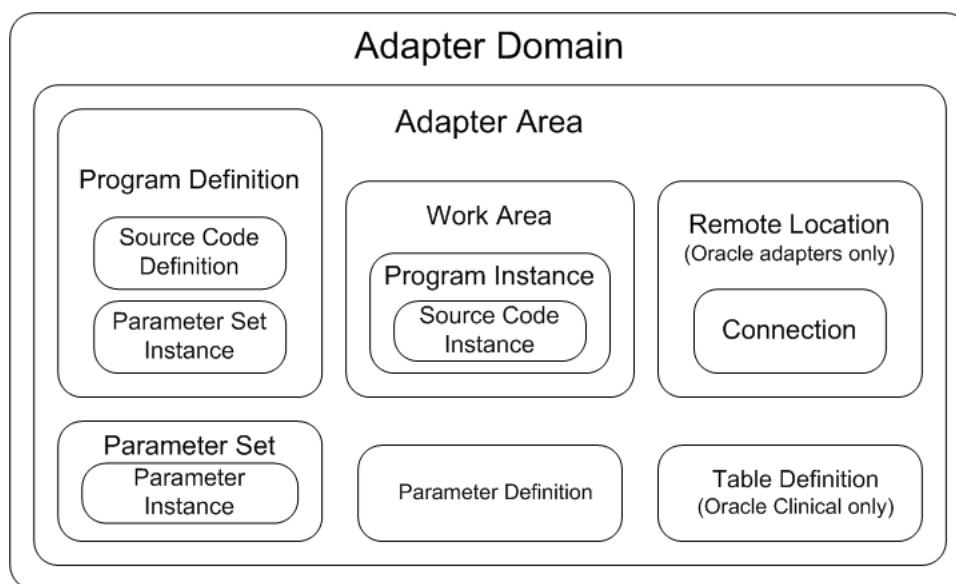 Adapter Domain
Adapter Area
Program Definition
Source Code
Definition
Parameter Set
Instance
Work Area
Program Instance
Source Code
Instance
Remote Location
(Oracle adapters only)
Connection
Parameter Set
Parameter
Instance
Parameter Definition
Table Definition
(Oracle Clinical only)